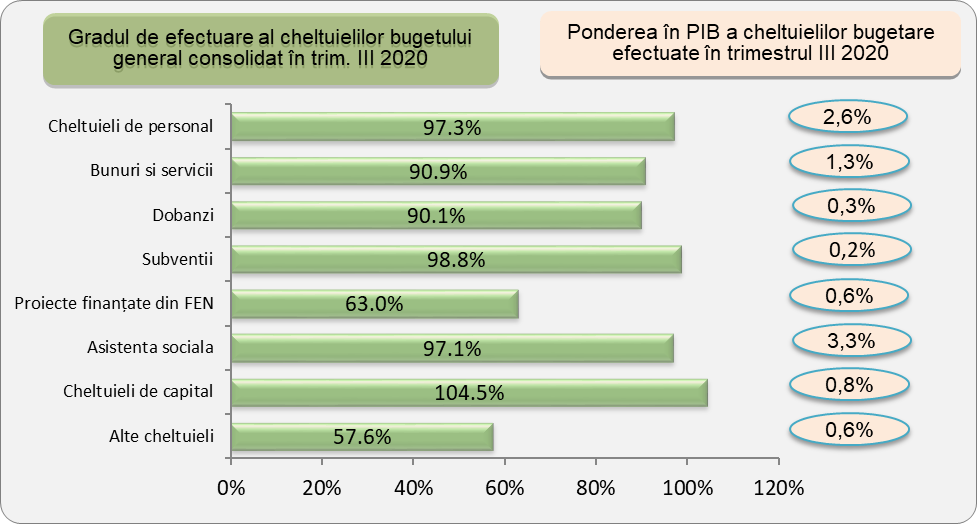 Gradul de efectuare al cheltuielilor bugetului
general consolidat în trim. III 2020
Ponderea în PIB a cheltuielilor bugetare
efectuate în trimestrul III 2020
Cheltuieli de personal 97.3% 2,6%
Bunuri si servicii 90.9% 1,3%
Dobanzi 90.1% 0,3%
Subventii 98.8% 0,2%
Proiecte finanțate din FEN 63.0% 0,6%
Asistenta sociala 97.1% 3,3%
Cheltuieli de capital 104.5% 0,8%
Alte cheltuieli 57.6% 0,6%
0% 20% 40% 60% 80% 100% 120%